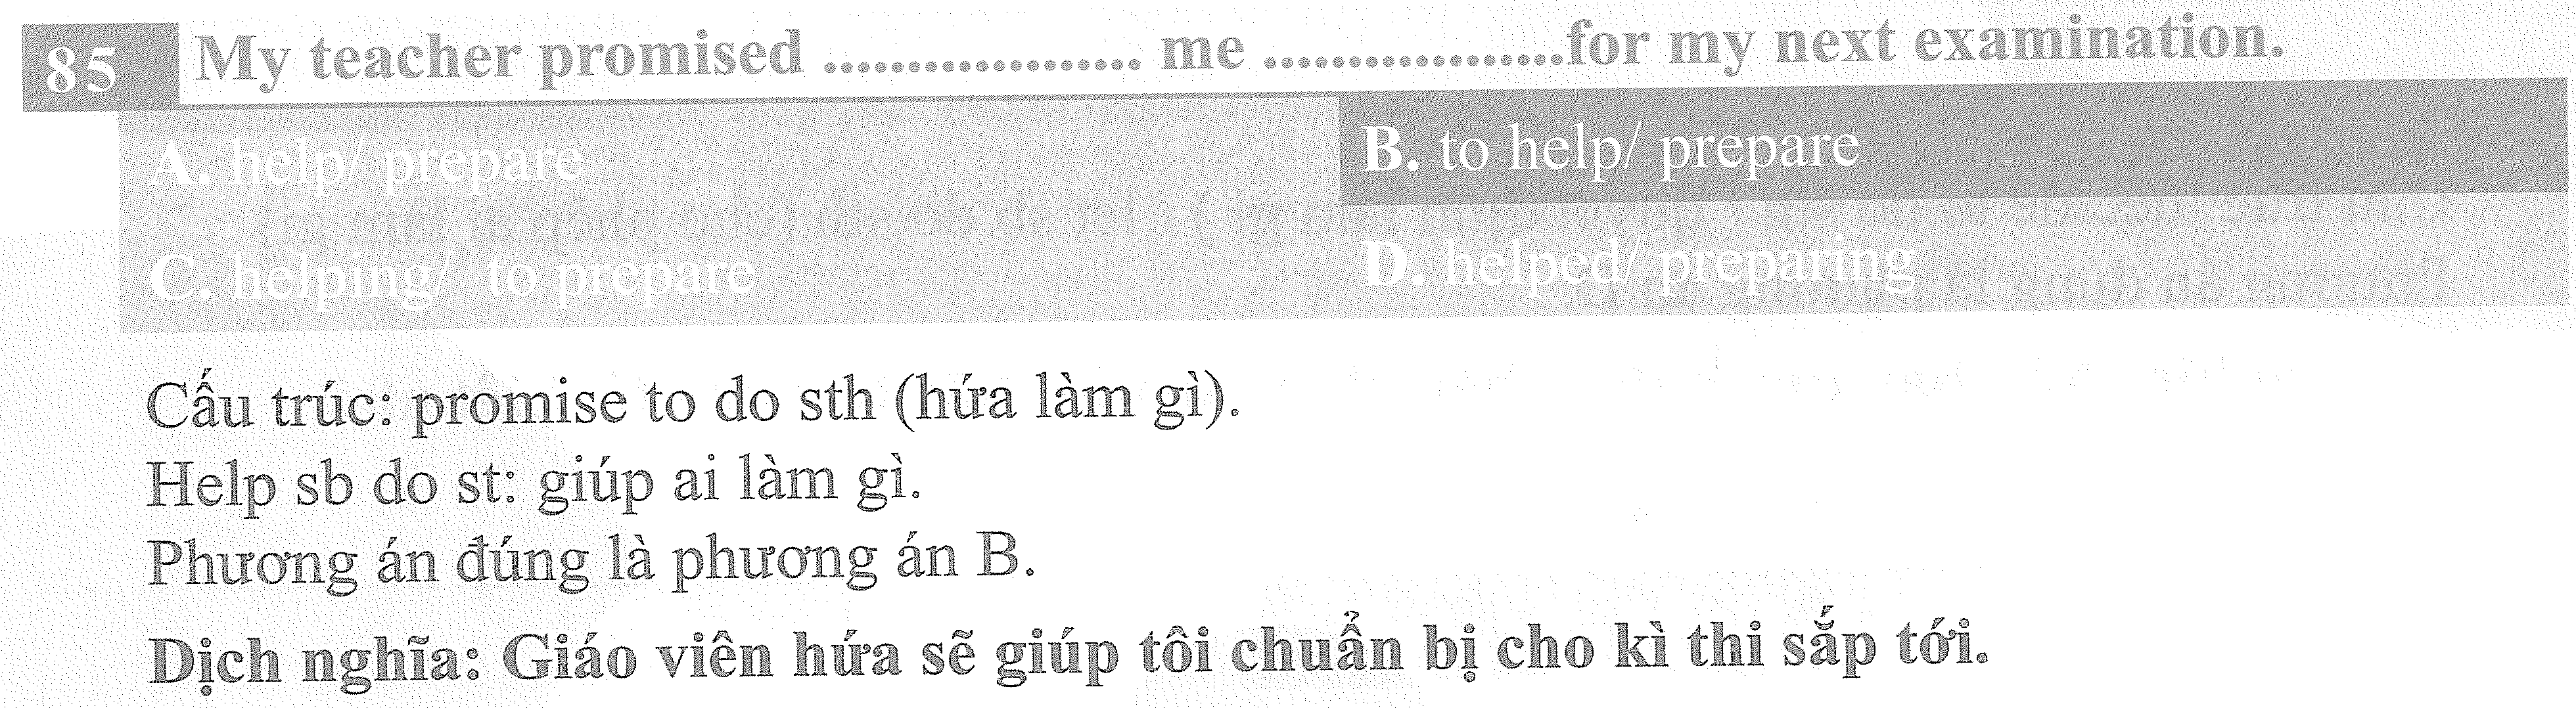 85 My teacher promised .................. me .................for my next examination.
A. help/ prepare
B. to help/ prepare
C. helping/ to prepare
D. helped/ preparing
Cấu trúc: promise to do sth (hứa làm gì).
Help sb do st: giúp ai làm gì.
Phương án đúng là phương án B.
Dịch nghĩa: Giáo viên hứa sẽ giúp tôi chuẩn bị cho kì thi sắp tới.